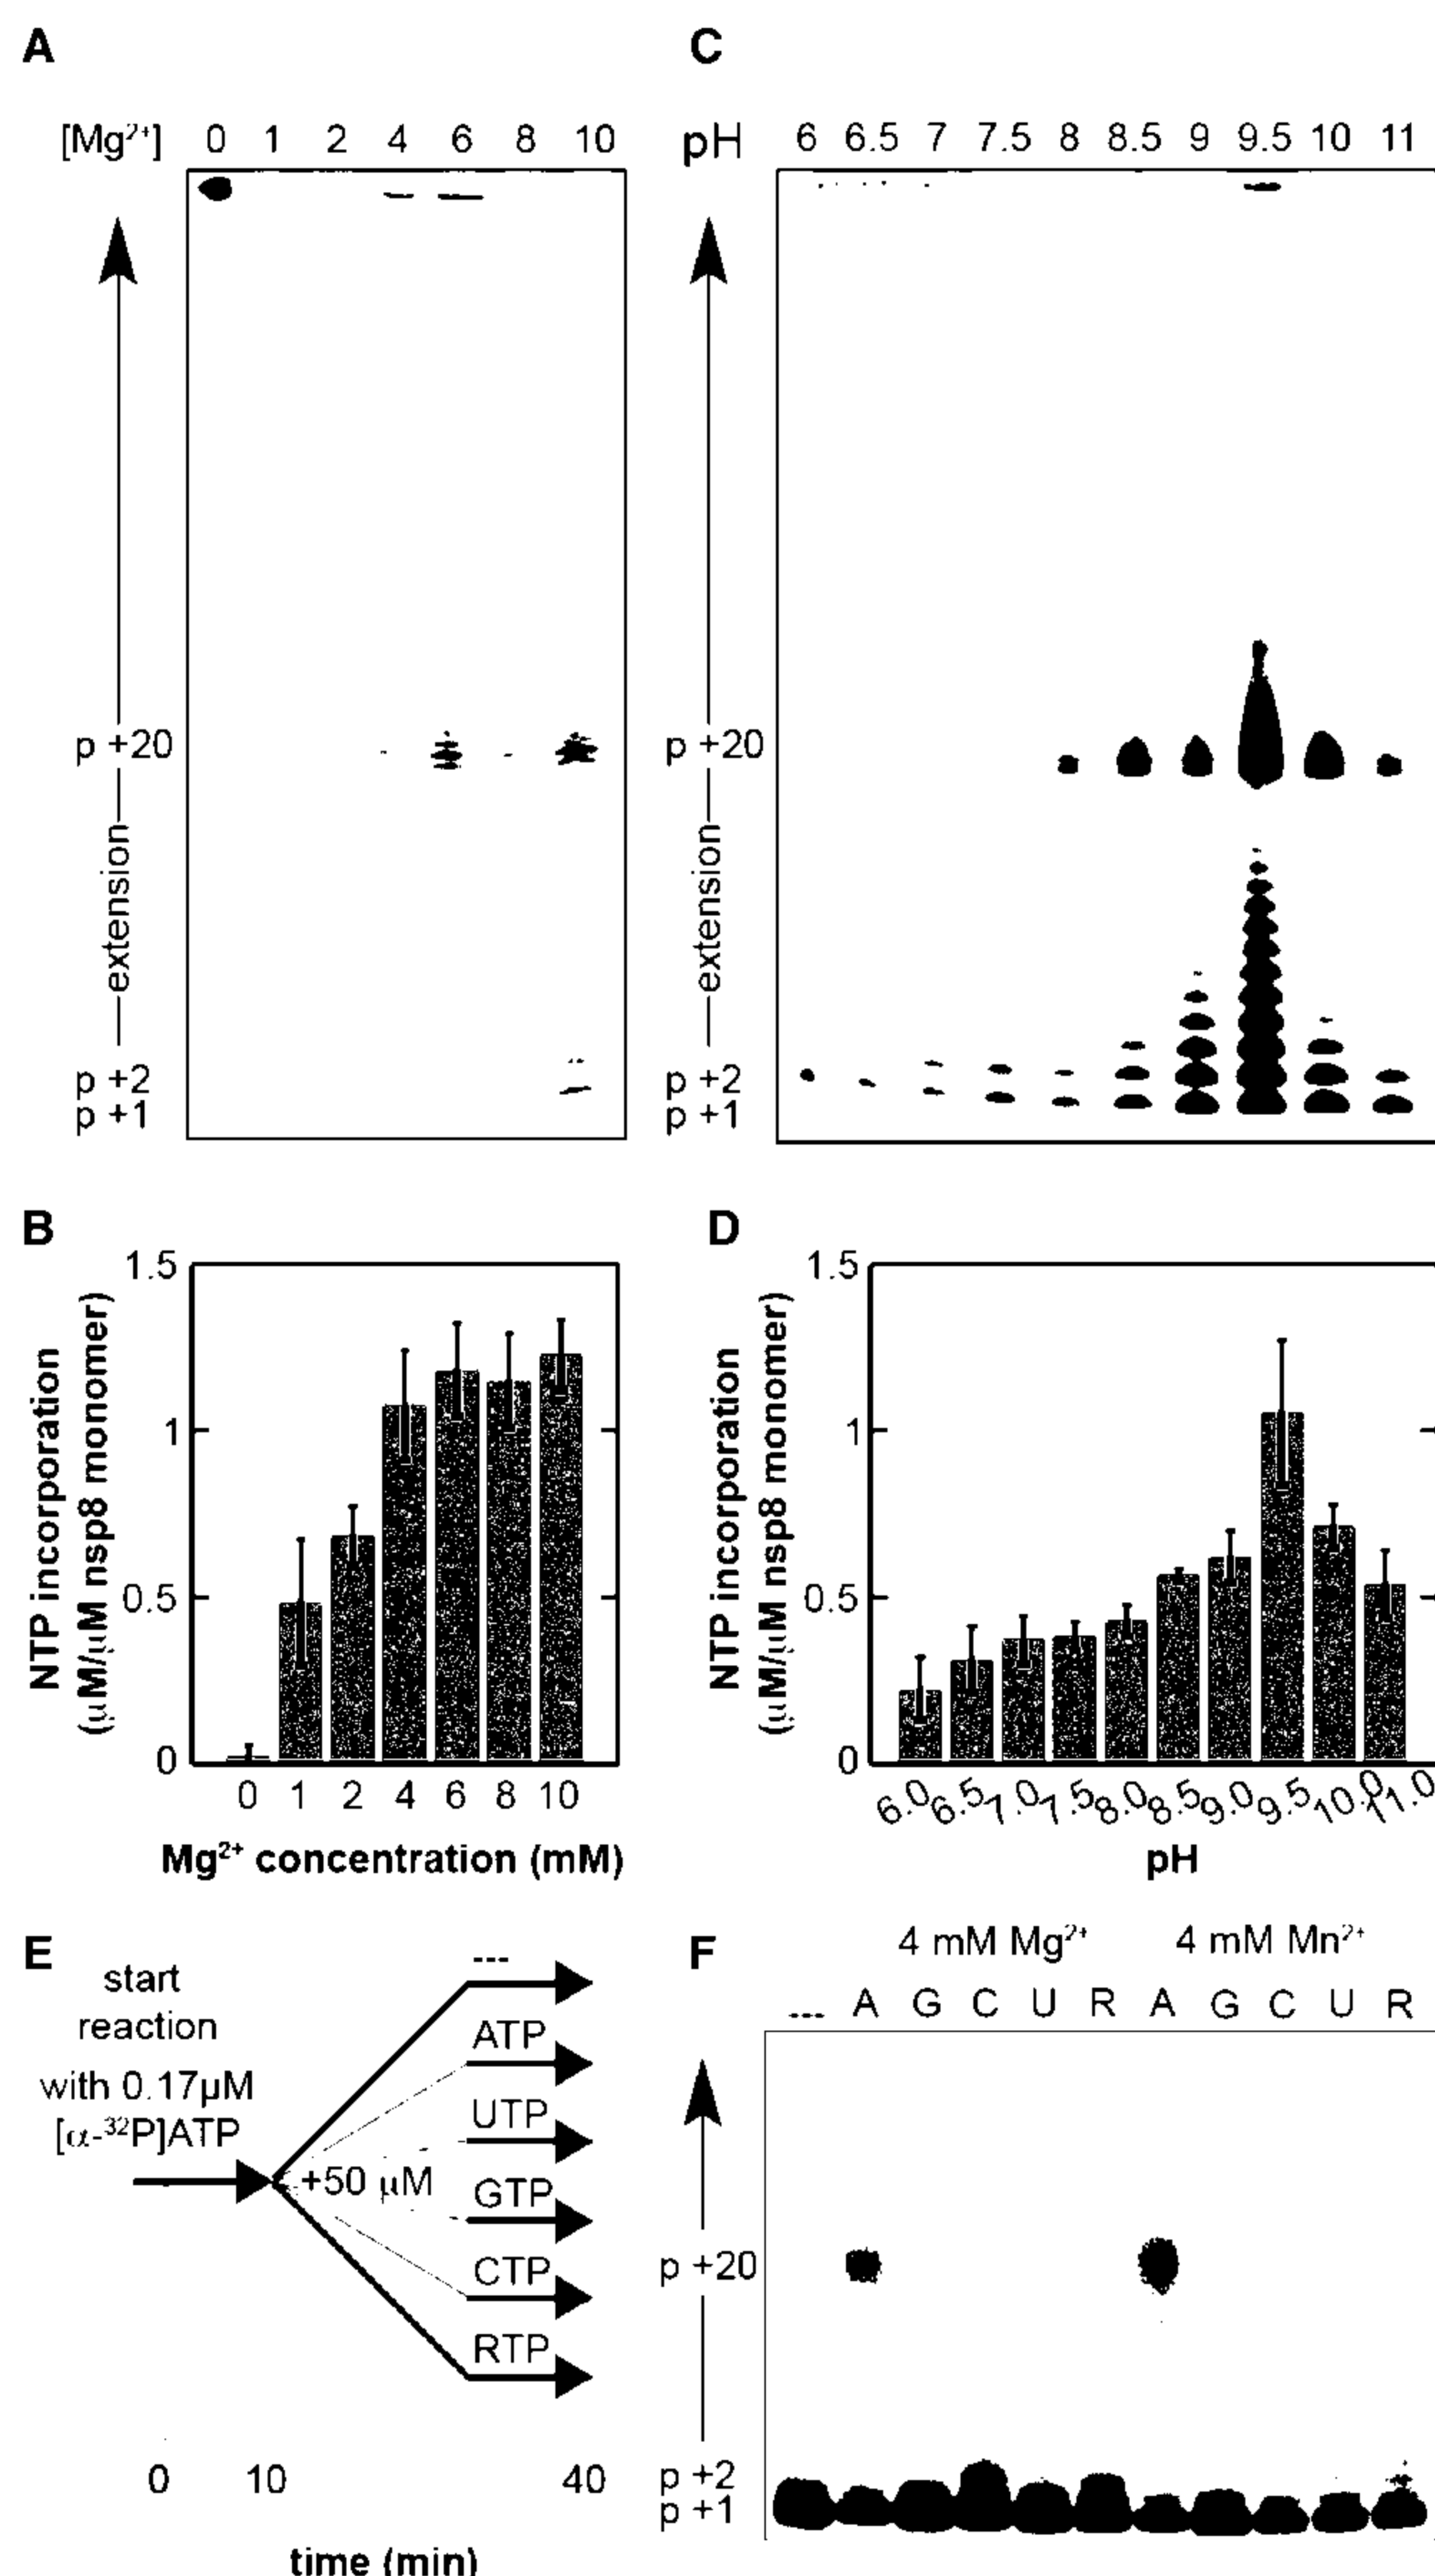 A
[Mg²⁺] 0 1 2 4 6 8 10
p +20
extension
p +2
p +1
C
pH 6 6.5 7 7.5 8 8.5 9 9.5 10 11
p +20
extension
p +2
p +1
B
NTP incorporation
(μM/μM nsp8 monomer)
1.5
1
0.5
0
0 1 2 4 6 8 10
Mg²⁺ concentration (mM)
D
NTP incorporation
(μM/μM nsp8 monomer)
1.5
1
0.5
0
6.0 6.5 7.0 7.5 8.0 8.5 9.0 9.5 10.0 11.0
pH
E
start
reaction
with 0.17μM
[α-³²P]ATP
+50 μM
---
ATP
UTP
GTP
CTP
RTP
0 10 40
time (min)
F
4 mM Mg²⁺ 4 mM Mn²⁺
--- A G C U R A G C U R
p +20
p +2
p +1